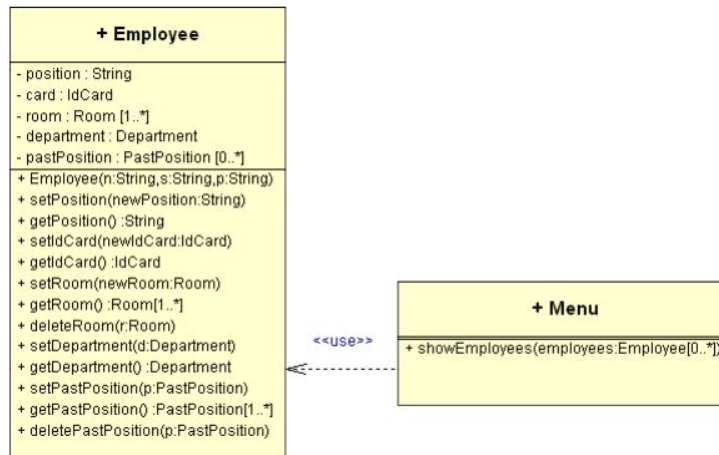 + Employee
- position : String
- card : IdCard
- room : Room [1..*]
- department : Department
- pastPosition : PastPosition [0..*]
+ Employee(n:String,s:String,p:String)
+ setPosition(newPosition:String)
+ getPosition() :String
+ setIdCard(newIdCard:IdCard)
+ getIdCard() :IdCard
+ setRoom(newRoom:Room)
+ getRoom() :Room[1..*]
+ deleteRoom(r:Room)
+ setDepartment(d:Department)
+ getDepartment() :Department
+ setPastPosition(p:PastPosition)
+ getPastPosition() :PastPosition[1..*]
+ deletePastPosition(p:PastPosition)
<<use>>
+ Menu
+ showEmployees(employees:Employee[0..*])